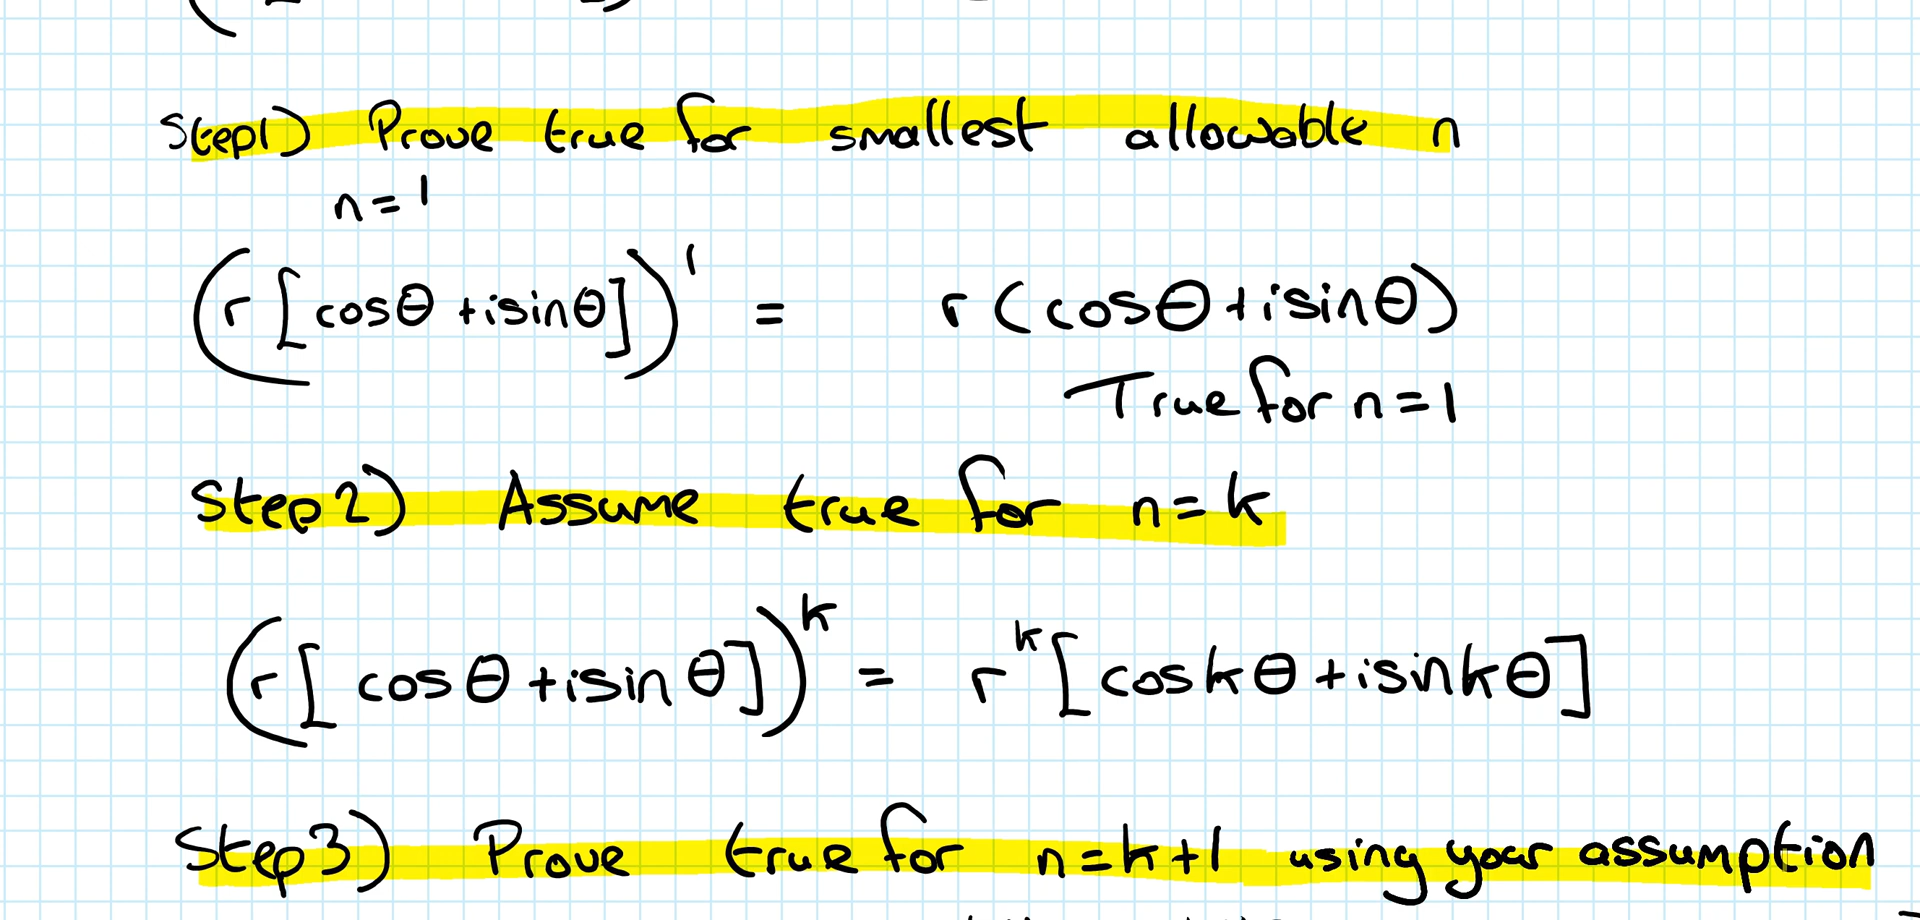 Step1) Prove true for smallest allowable n
n=1
(r[cosθ+isinθ])¹ = r(cosθ+isinθ)
True for n=1
Step2) Assume true for n=k
(r[cosθ+isinθ])ᵏ = rᵏ[coskθ+isinkθ]
Step3) Prove true for n=k+1 using your assumption